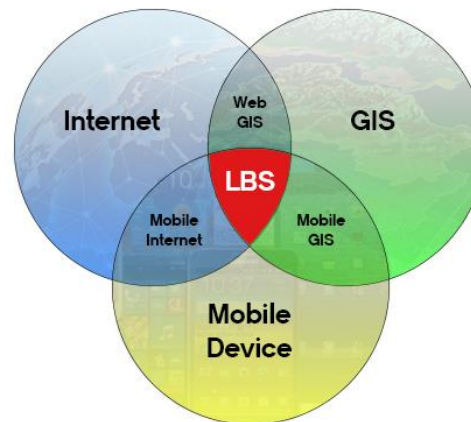 Internet
Web
GIS
GIS
LBS
Mobile
Internet
Mobile
GIS
Mobile
Device